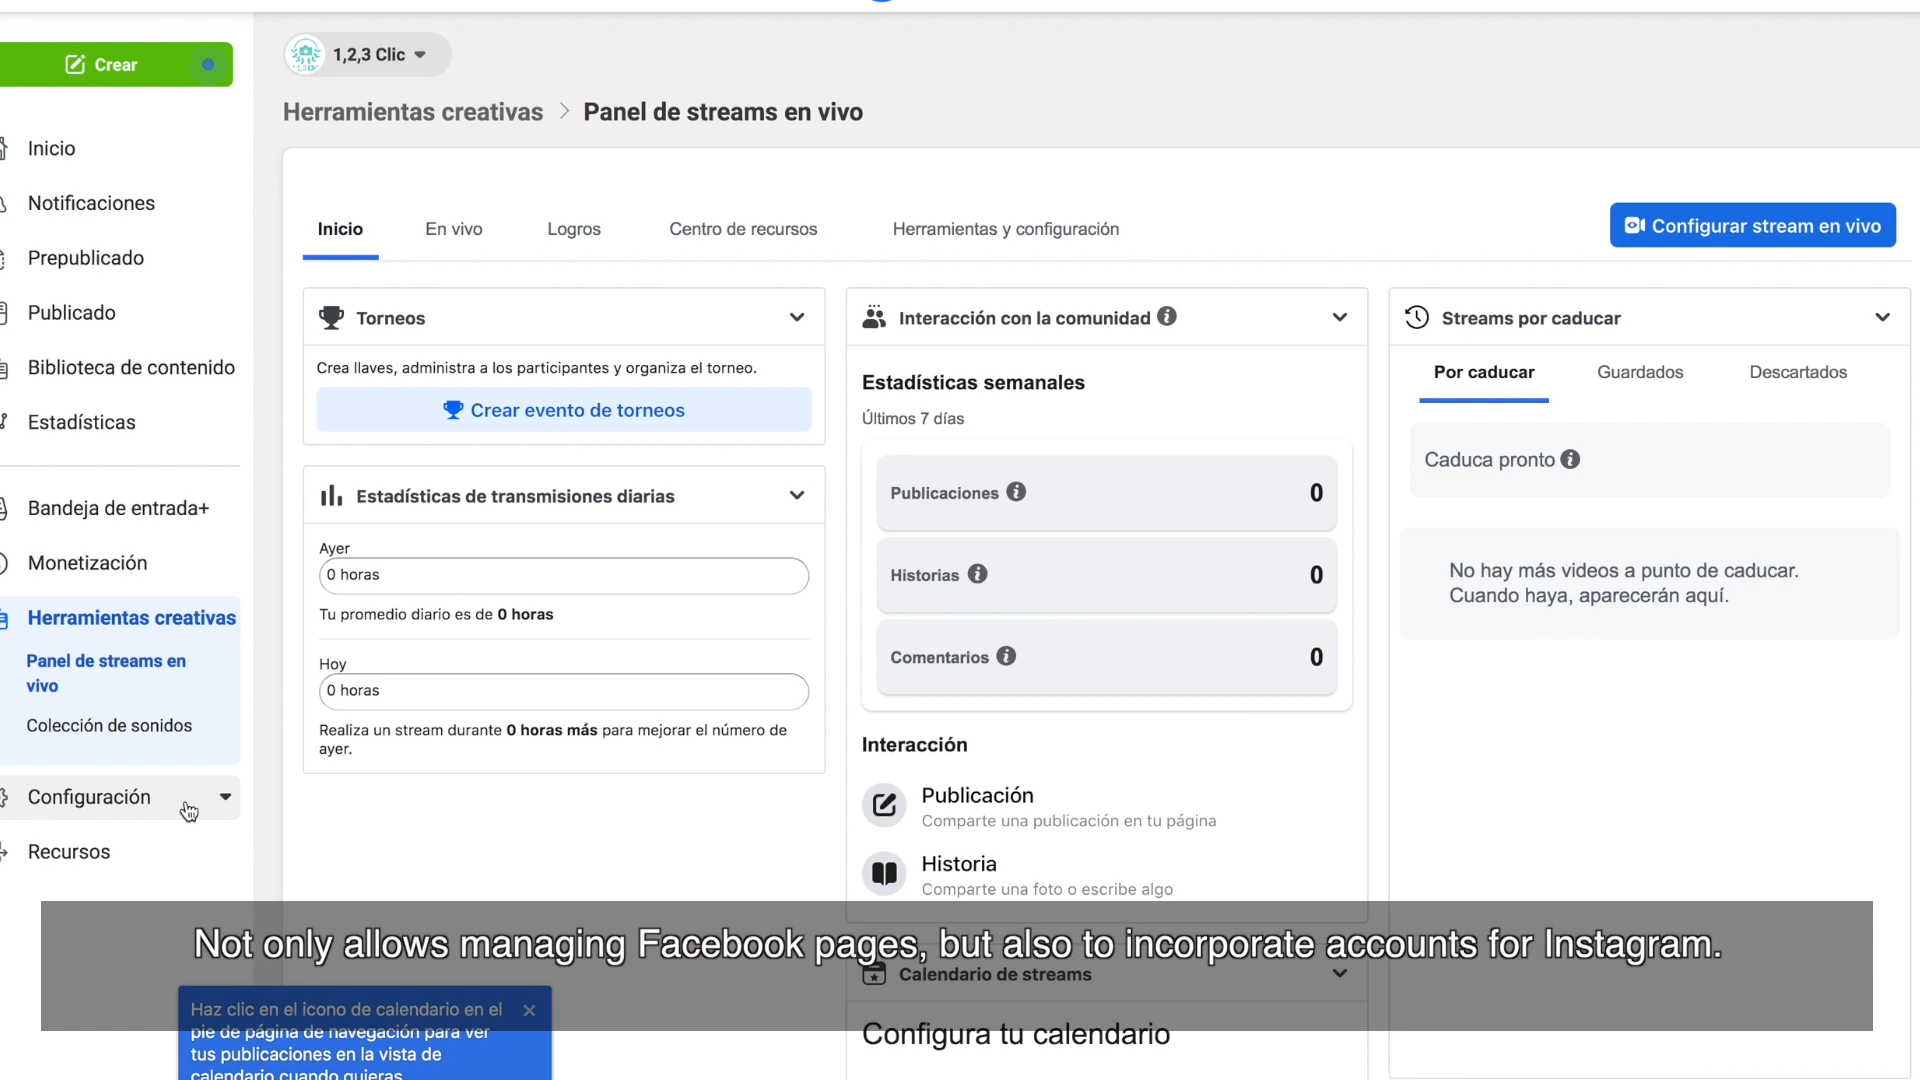 Crear
1,2,3 Clic
Herramientas creativas > Panel de streams en vivo
Inicio
Notificaciones
Prepublicado
Publicado
Biblioteca de contenido
Estadísticas
Bandeja de entrada+
Monetización
Herramientas creativas
Panel de streams en
vivo
Colección de sonidos
Configuración
Recursos
Inicio
En vivo
Logros
Centro de recursos
Herramientas y configuración
Configurar stream en vivo
Torneos
Crea llaves, administra a los participantes y organiza el torneo.
Crear evento de torneos
Estadísticas de transmisiones diarias
Ayer
0 horas
Tu promedio diario es de 0 horas
Hoy
0 horas
Realiza un stream durante 0 horas más para mejorar el número de
ayer.
Interacción con la comunidad
Estadísticas semanales
Últimos 7 días
Publicaciones 0
Historias 0
Comentarios 0
Interacción
Publicación
Comparte una publicación en tu página
Historia
Comparte una foto o escribe algo
Calendario de streams
Configura tu calendario
Streams por caducar
Por caducar
Guardados
Descartados
Caduca pronto
No hay más videos a punto de caducar.
Cuando haya, aparecerán aquí.
Not only allows managing Facebook pages, but also to incorporate accounts for Instagram.
Haz clic en el icono de calendario en el
pie de página de navegación para ver
tus publicaciones en la vista de
calendario cuando quieras.